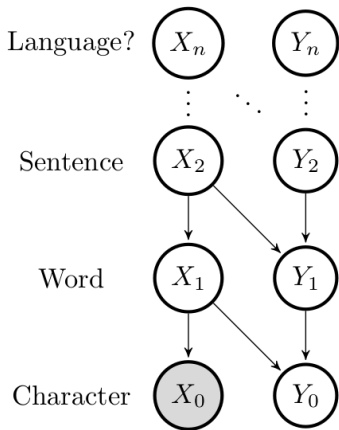 Language? Xₙ Yₙ
Sentence X₂ Y₂
Word X₁ Y₁
Character X₀ Y₀